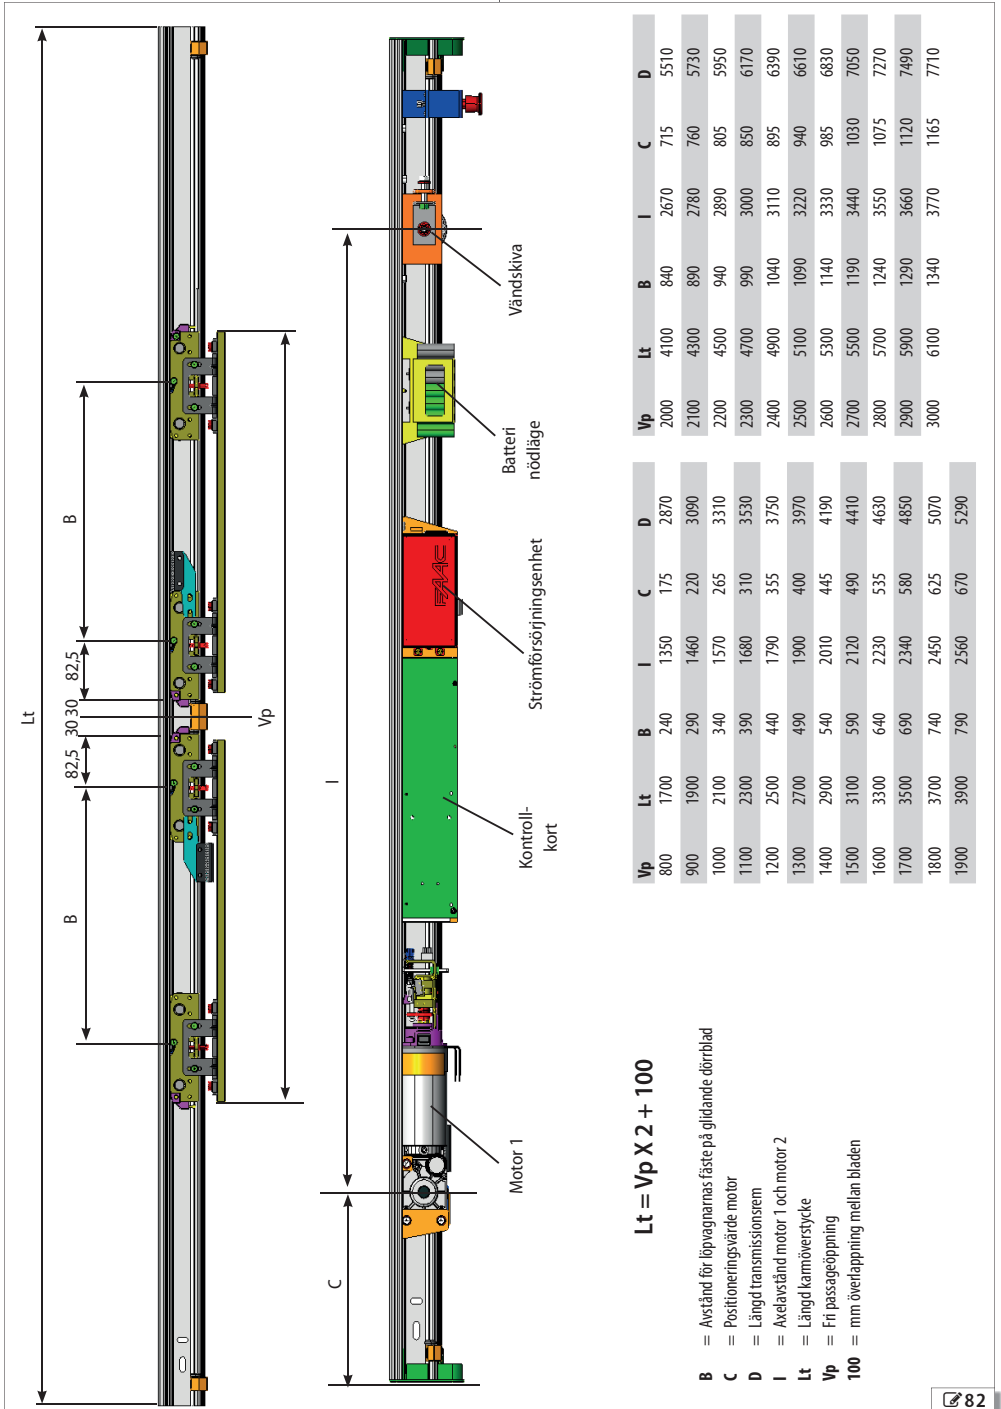 Lt
B
82,5
30 30
82,5
B
Vp
I
C
Motor 1
Kontroll-
kort
Strömförsörjningsenhet
Batteri
nödläge
Vändskiva
FAAC
Lt = Vp X 2 + 100
B = Avstånd för löpvagnarnas fäste på glidande dörrblad
C = Positioneringsvärde motor
D = Längd transmissionsrem
I = Axelavstånd motor 1 och motor 2
Lt = Längd karmöverstycke
Vp = Fri passageöppning
100 = mm överlappning mellan bladen
Vp Lt B I C D
800 1700 240 1350 175 2870
900 1900 290 1460 220 3090
1000 2100 340 1570 265 3310
1100 2300 390 1680 310 3530
1200 2500 440 1790 355 3750
1300 2700 490 1900 400 3970
1400 2900 540 2010 445 4190
1500 3100 590 2120 490 4410
1600 3300 640 2230 535 4630
1700 3500 690 2340 580 4850
1800 3700 740 2450 625 5070
1900 3900 790 2560 670 5290
Vp Lt B I C D
2000 4100 840 2670 715 5510
2100 4300 890 2780 760 5730
2200 4500 940 2890 805 5950
2300 4700 990 3000 850 6170
2400 4900 1040 3110 895 6390
2500 5100 1090 3220 940 6610
2600 5300 1140 3330 985 6830
2700 5500 1190 3440 1030 7050
2800 5700 1240 3550 1075 7270
2900 5900 1290 3660 1120 7490
3000 6100 1340 3770 1165 7710
82